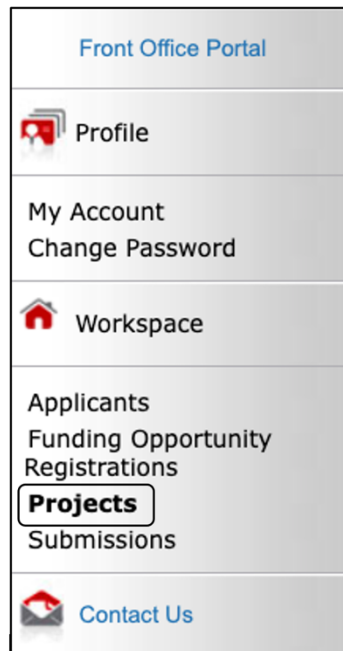 Front Office Portal
Profile
My Account
Change Password
Workspace
Applicants
Funding Opportunity
Registrations
Projects
Submissions
Contact Us